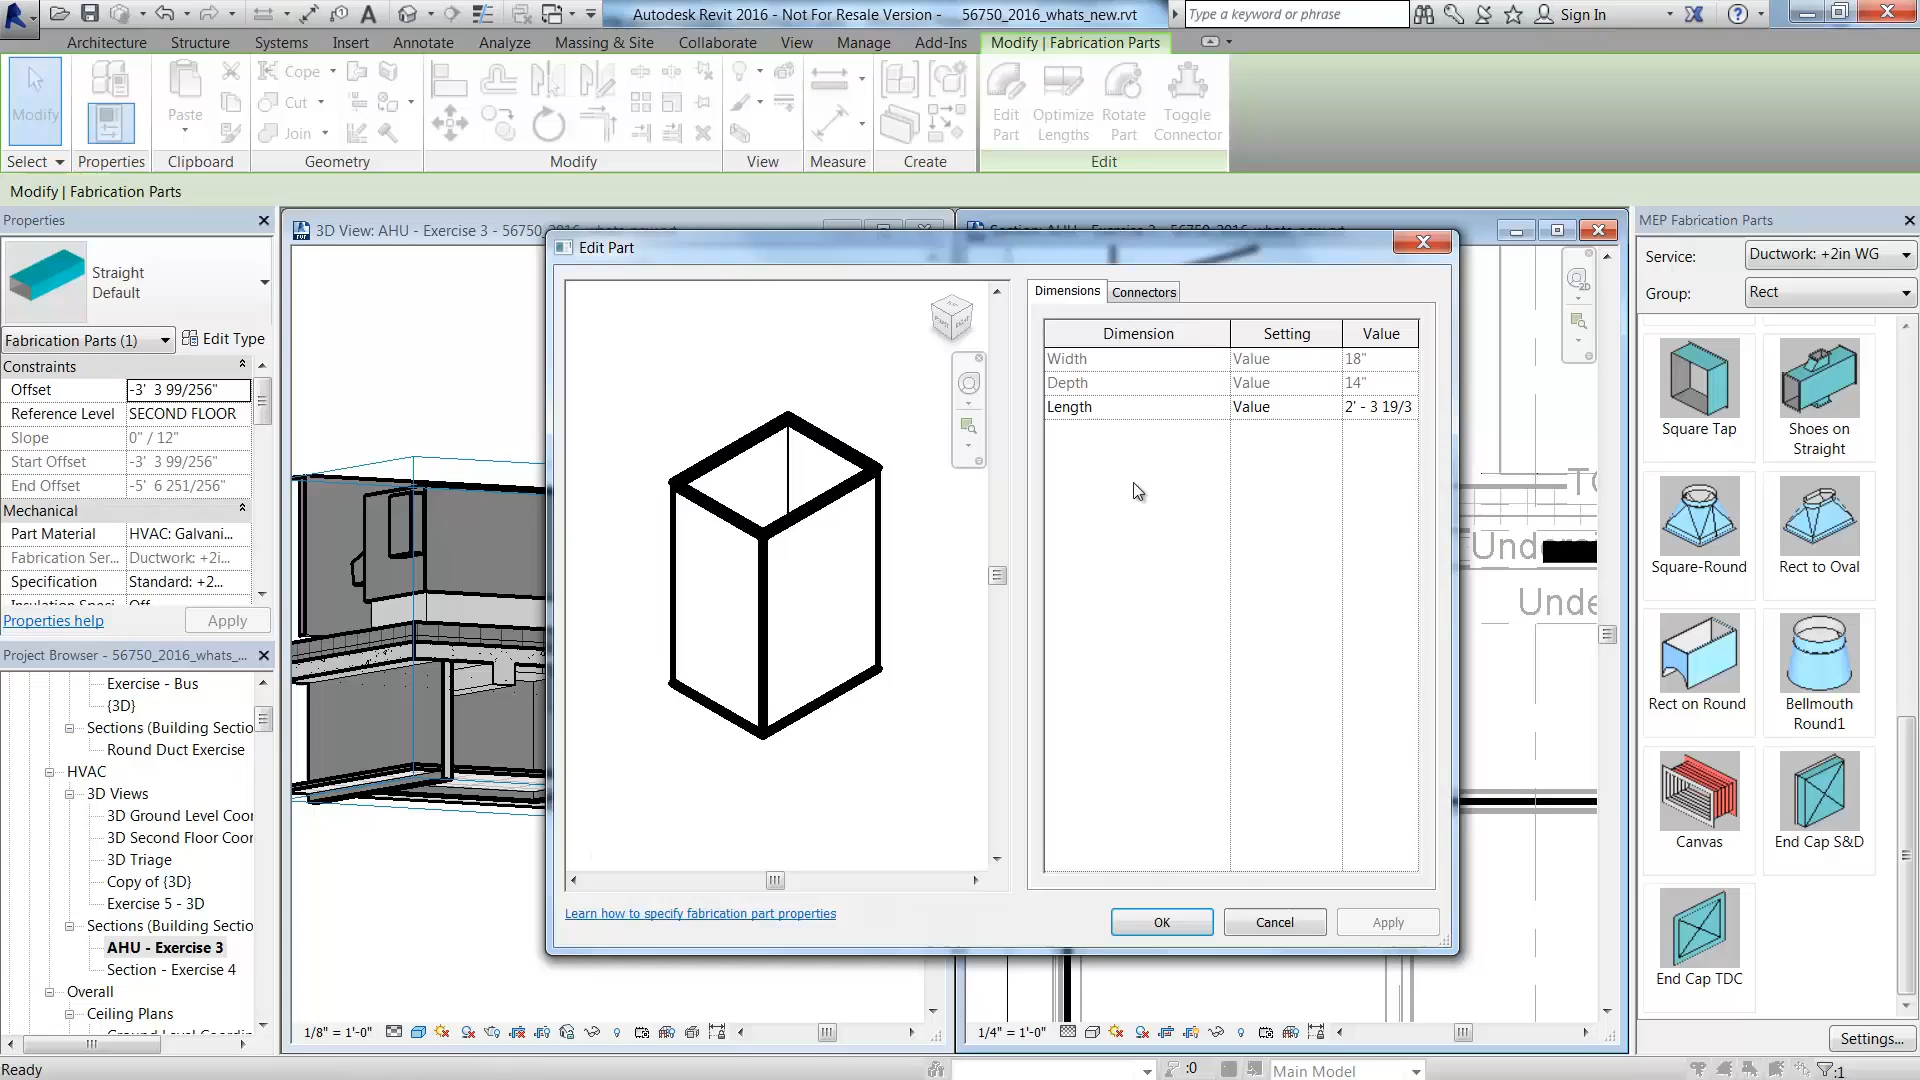 Autodesk Revit 2016 - Not For Resale Version - 56750_2016_whats_new.rvt
Type a keyword or phrase
Sign In
Architecture Structure Systems Insert Annotate Analyze Massing & Site Collaborate View Manage Add-Ins Modify | Fabrication Parts
Modify
Paste
Cope
Cut
Join
Edit Part
Optimize Lengths
Rotate Part
Toggle Connector
Select Properties Clipboard Geometry Modify View Measure Create Edit
Modify | Fabrication Parts
Properties
Straight
Default
Fabrication Parts (1) Edit Type
Constraints
Offset -3' 3 99/256"
Reference Level SECOND FLOOR
Slope 0" / 12"
Start Offset -3' 3 99/256"
End Offset -5' 6 251/256"
Mechanical
Part Material HVAC: Galvani...
Fabrication Ser... Ductwork: +2i...
Specification Standard: +2...
Properties help Apply
Project Browser - 56750_2016_whats_...
Exercise - Bus
{3D}
Sections (Building Sectio
Round Duct Exercise
HVAC
3D Views
3D Ground Level Coor
3D Second Floor Coor
3D Triage
Copy of {3D}
Exercise 5 - 3D
Sections (Building Sectio
AHU - Exercise 3
Section - Exercise 4
Overall
Ceiling Plans
3D View: AHU - Exercise 3 - 56750_
Edit Part
Dimensions Connectors
Dimension Setting Value
Width Value 18"
Depth Value 14"
Length Value 2' - 3 19/3
Learn how to specify fabrication part properties
OK Cancel Apply
Unde
1/8" = 1'-0"
1/4" = 1'-0"
MEP Fabrication Parts
Service: Ductwork: +2in WG
Group: Rect
Square Tap
Shoes on Straight
Square-Round
Rect to Oval
Rect on Round
Bellmouth Round1
Canvas
End Cap S&D
End Cap TDC
Settings...
Ready
:0
Main Model
:1